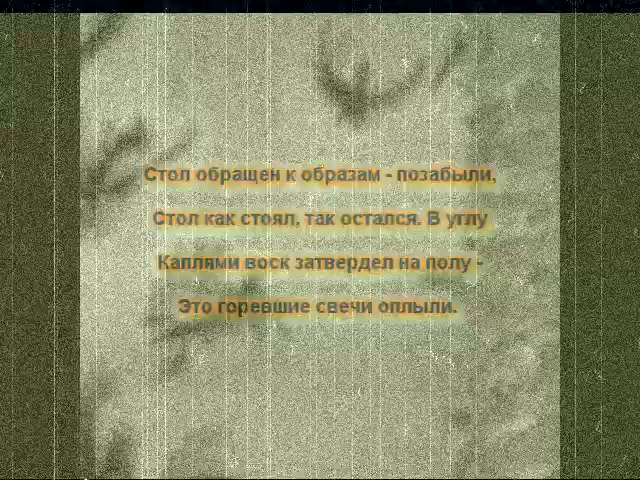 Стол обращен к образам - позабыли,
Стол как стоял, так остался. В углу
Каплями воск затвердел на полу -
Это горевшие свечи оплыли.